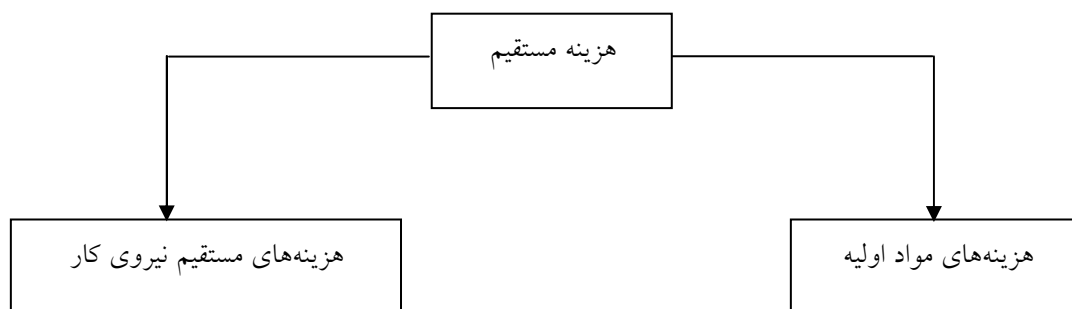 هزینه مستقیم
هزینه‌های مواد اولیه
هزینه‌های مستقیم نیروی کار